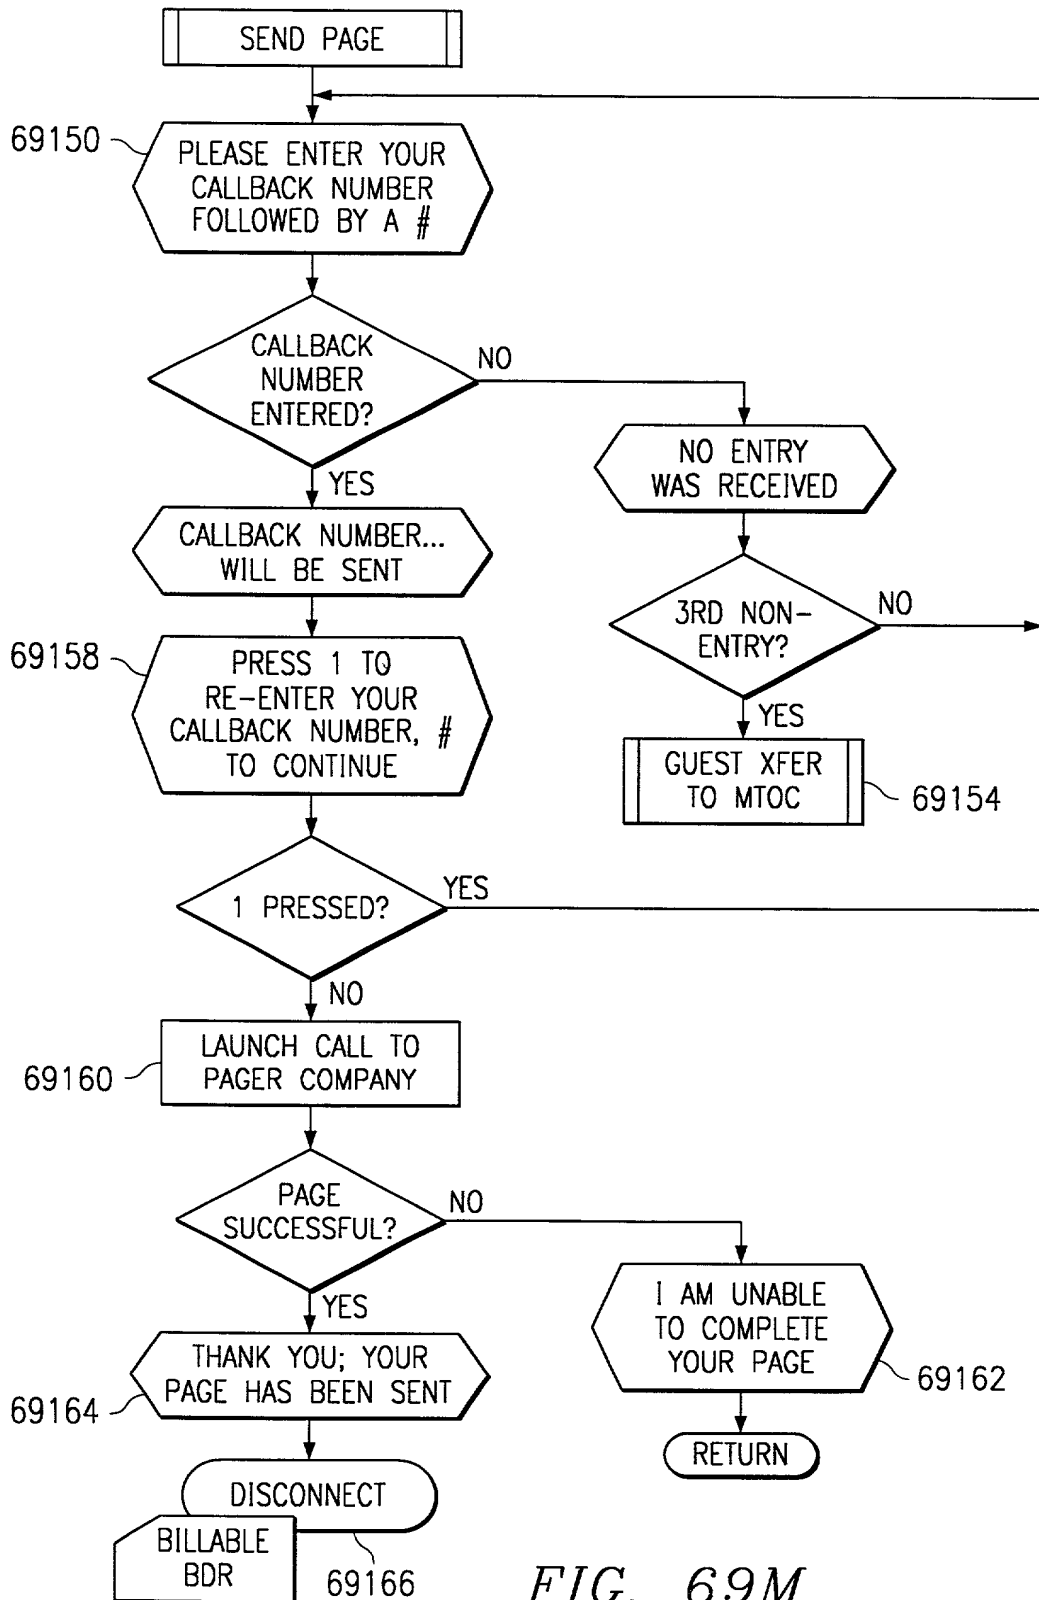 SEND PAGE
69150
PLEASE ENTER YOUR
CALLBACK NUMBER
FOLLOWED BY A #
CALLBACK
NUMBER
ENTERED?
NO
YES
NO ENTRY
WAS RECEIVED
CALLBACK NUMBER...
WILL BE SENT
3RD NON-
ENTRY?
NO
YES
69158
PRESS 1 TO
RE-ENTER YOUR
CALLBACK NUMBER, #
TO CONTINUE
GUEST XFER
TO MTOC
69154
1 PRESSED?
YES
NO
69160
LAUNCH CALL TO
PAGER COMPANY
PAGE
SUCCESSFUL?
NO
YES
I AM UNABLE
TO COMPLETE
YOUR PAGE
69162
THANK YOU; YOUR
PAGE HAS BEEN SENT
69164
RETURN
DISCONNECT
BILLABLE
BDR
69166
FIG. 69M